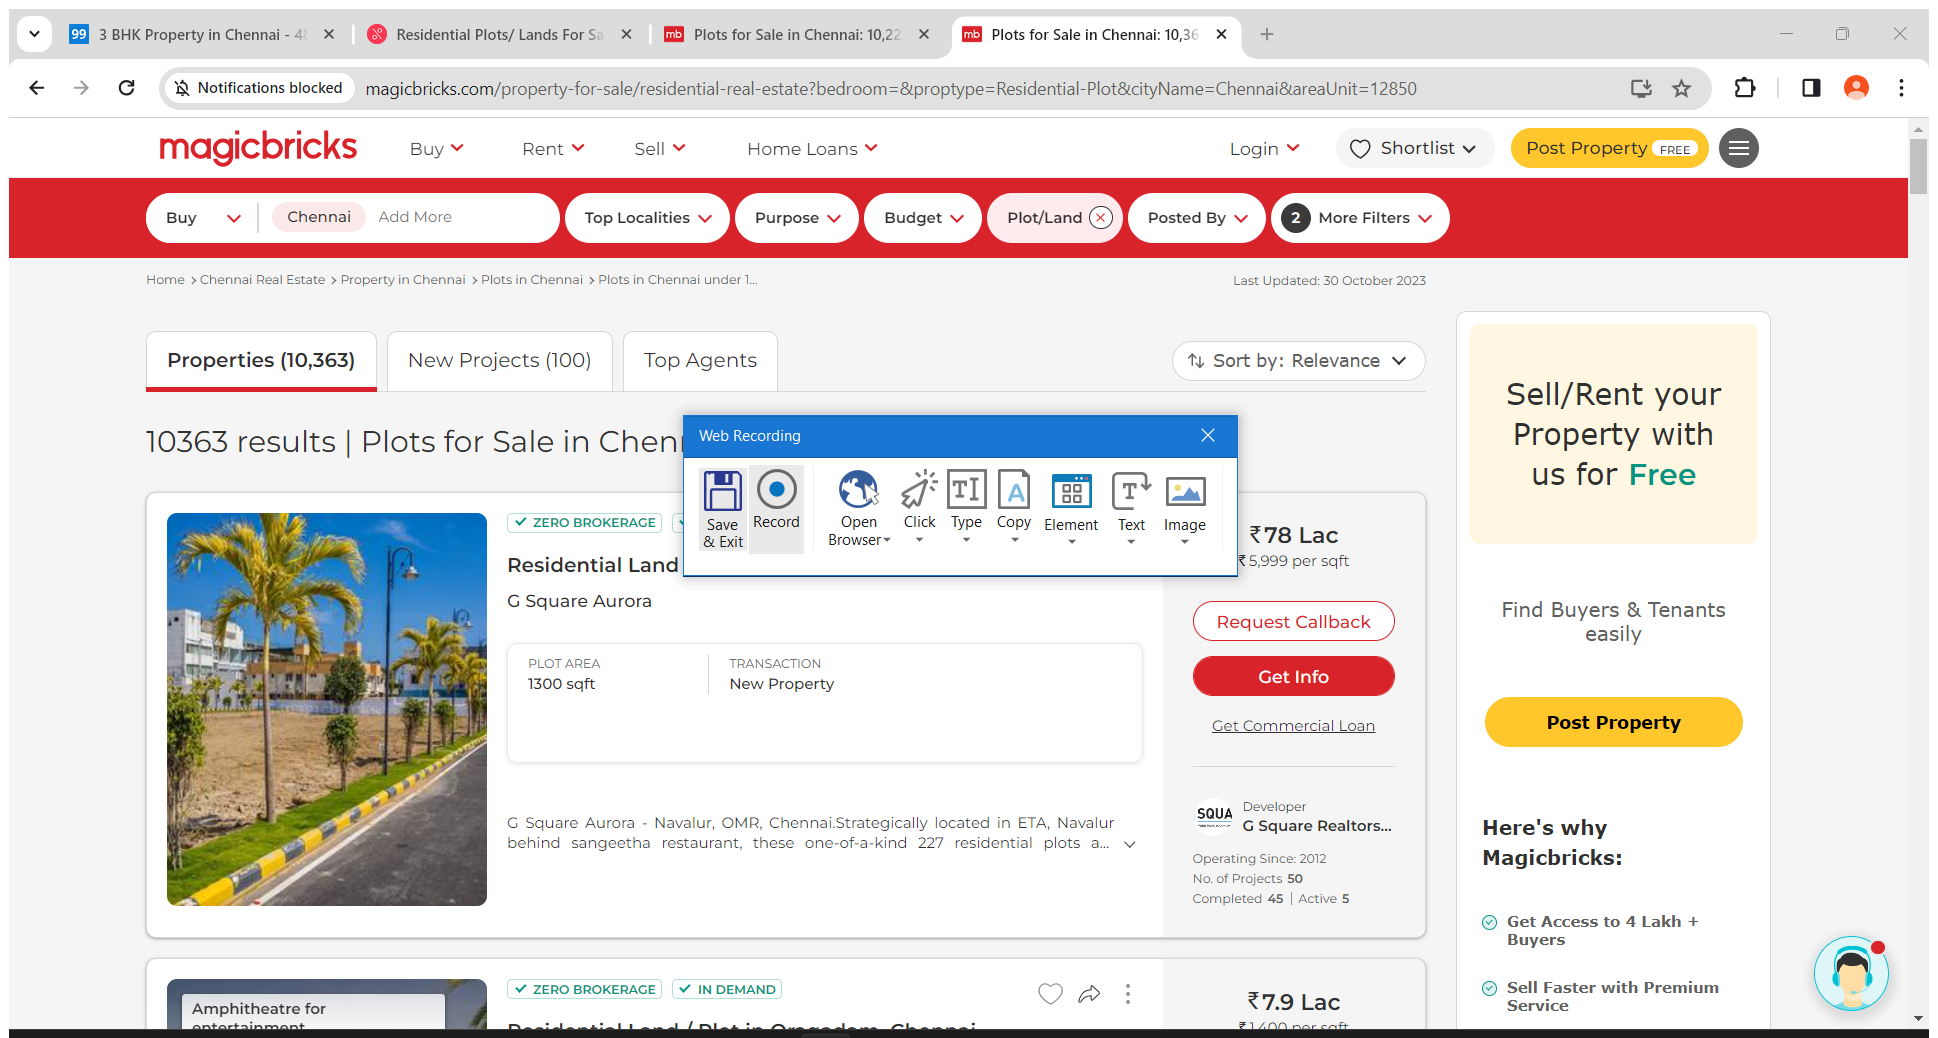 99 3 BHK Property in Chennai - 48
Residential Plots/ Lands For Sa
mb Plots for Sale in Chennai: 10,22
mb Plots for Sale in Chennai: 10,36
Notifications blocked
magicbricks.com/property-for-sale/residential-real-estate?bedroom=&proptype=Residential-Plot&cityName=Chennai&areaUnit=12850
magicbricks
Buy Rent Sell Home Loans
Login Shortlist Post Property FREE
Buy Chennai Add More Top Localities Purpose Budget Plot/Land Posted By 2 More Filters
Home > Chennai Real Estate > Property in Chennai > Plots in Chennai > Plots in Chennai under 1...
Last Updated: 30 October 2023
Properties (10,363) New Projects (100) Top Agents
Sort by: Relevance
10363 results | Plots for Sale in Chenn
Web Recording
Save
& Exit
Record
Open
Browser
Click
Type
Copy
Element
Text
Image
ZERO BROKERAGE
Residential Land
G Square Aurora
PLOT AREA
1300 sqft
TRANSACTION
New Property
G Square Aurora - Navalur, OMR, Chennai.Strategically located in ETA, Navalur
behind sangeetha restaurant, these one-of-a-kind 227 residential plots a...
₹78 Lac
₹5,999 per sqft
Request Callback
Get Info
Get Commercial Loan
SQUA
Developer
G Square Realtors...
Operating Since: 2012
No. of Projects 50
Completed 45 | Active 5
Amphitheatre for
entertainment
ZERO BROKERAGE IN DEMAND
Residential Land / Plot in Oragadam, Chennai
₹7.9 Lac
₹1,400 per sqft
Sell/Rent your
Property with
us for Free
Find Buyers & Tenants
easily
Post Property
Here's why
Magicbricks:
Get Access to 4 Lakh +
Buyers
Sell Faster with Premium
Service